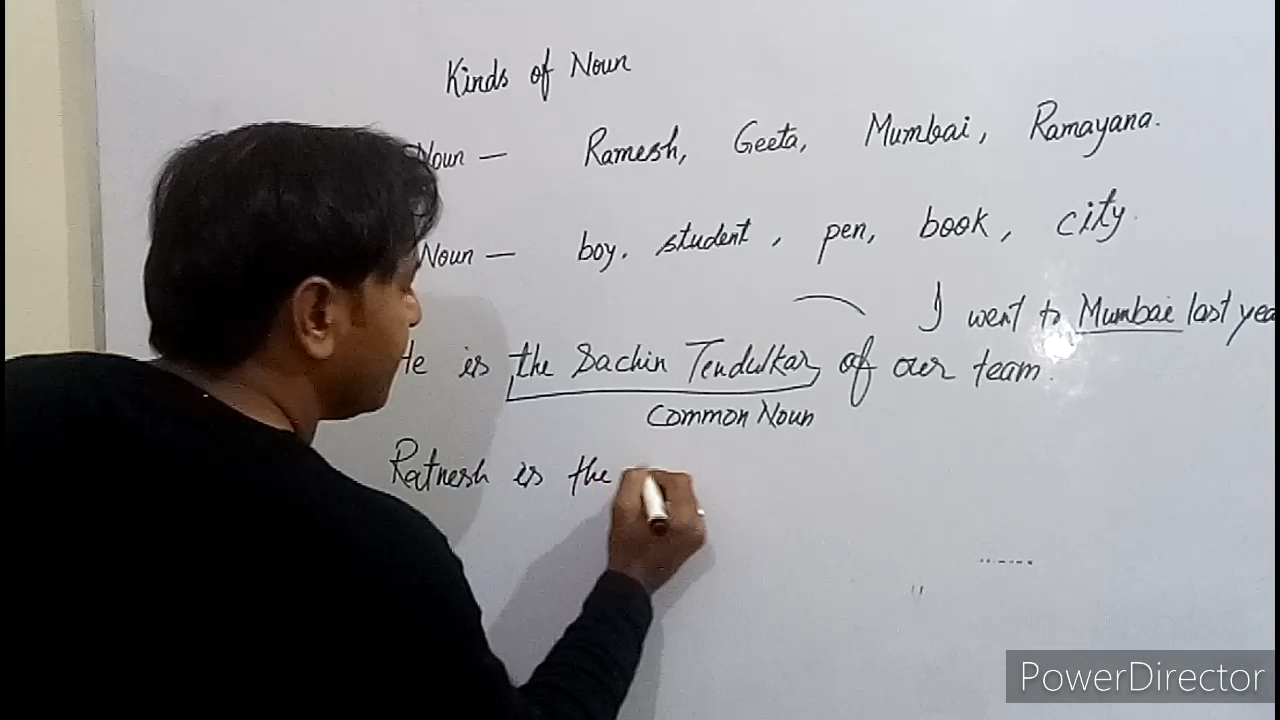 Kinds of Noun
Noun — Ramesh, Geeta, Mumbai, Ramayana.
Noun — boy. student, pen, book, city.
I went to Mumbai last yea
He is the Sachin Tendulkar of our team.
Common Noun
Ratnesh is the
PowerDirector